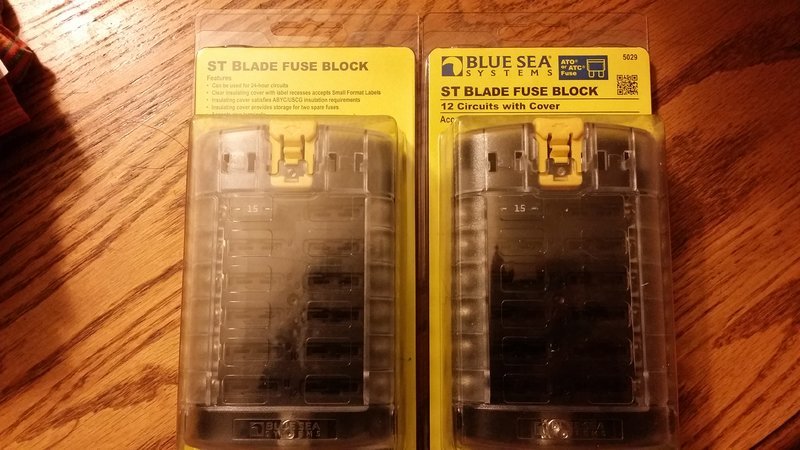 ST BLADE FUSE BLOCK
Features
• Can be used for 24-hour circuits
• Clear insulating cover with label recesses accepts Small Format Labels
• Insulating cover satisfies ABYC/USCG insulation requirements
• Insulating cover provides storage for two spare fuses
- 15 -
BLUE SEA
SYSTEMS
BLUE SEA
SYSTEMS
ATO®
or ATC®
Fuse
5029
ST BLADE FUSE BLOCK
12 Circuits with Cover
- 15 -
BLUE SEA
SYSTEMS